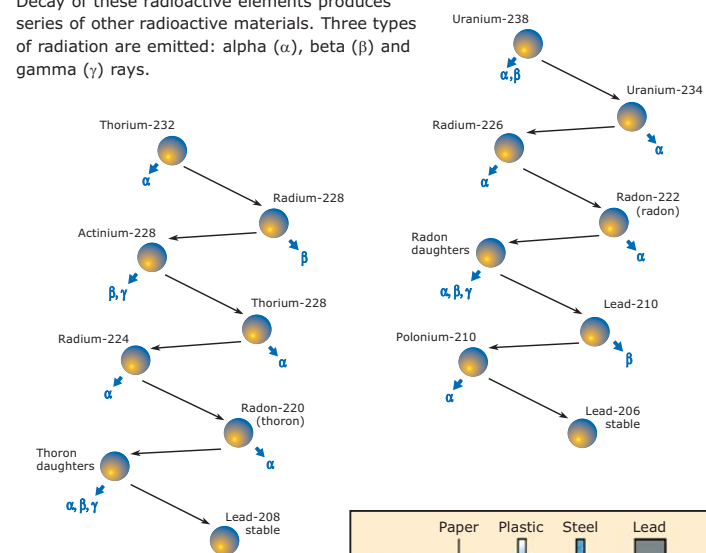 Decay of these radioactive elements produces
series of other radioactive materials. Three types
of radiation are emitted: alpha (α), beta (β) and
gamma (γ) rays.
Thorium-232
α
Radium-228
β
Actinium-228
β, γ
Thorium-228
α
Radium-224
α
Radon-220
(thoron)
α
Thoron
daughters
α, β, γ
Lead-208
stable
Uranium-238
α,β
Uranium-234
α
Radium-226
α
Radon-222
(radon)
α
Radon
daughters
α, β, γ
Lead-210
β
Polonium-210
α
Lead-206
stable
Paper Plastic Steel Lead